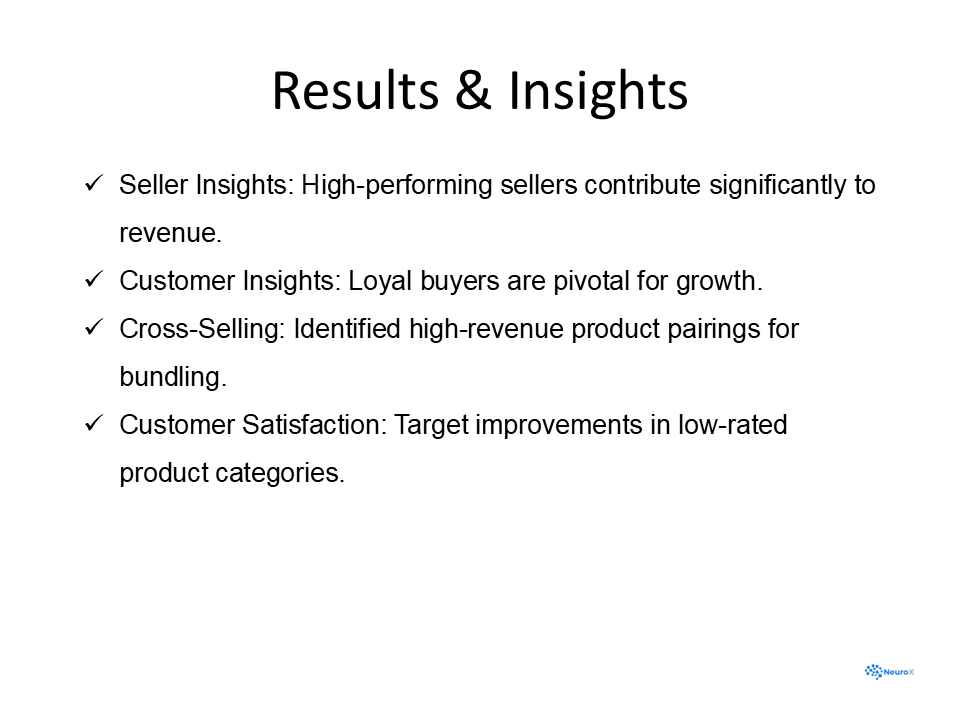 Results & Insights
✓ Seller Insights: High-performing sellers contribute significantly to
revenue.
✓ Customer Insights: Loyal buyers are pivotal for growth.
✓ Cross-Selling: Identified high-revenue product pairings for
bundling.
✓ Customer Satisfaction: Target improvements in low-rated
product categories.
NeuroX